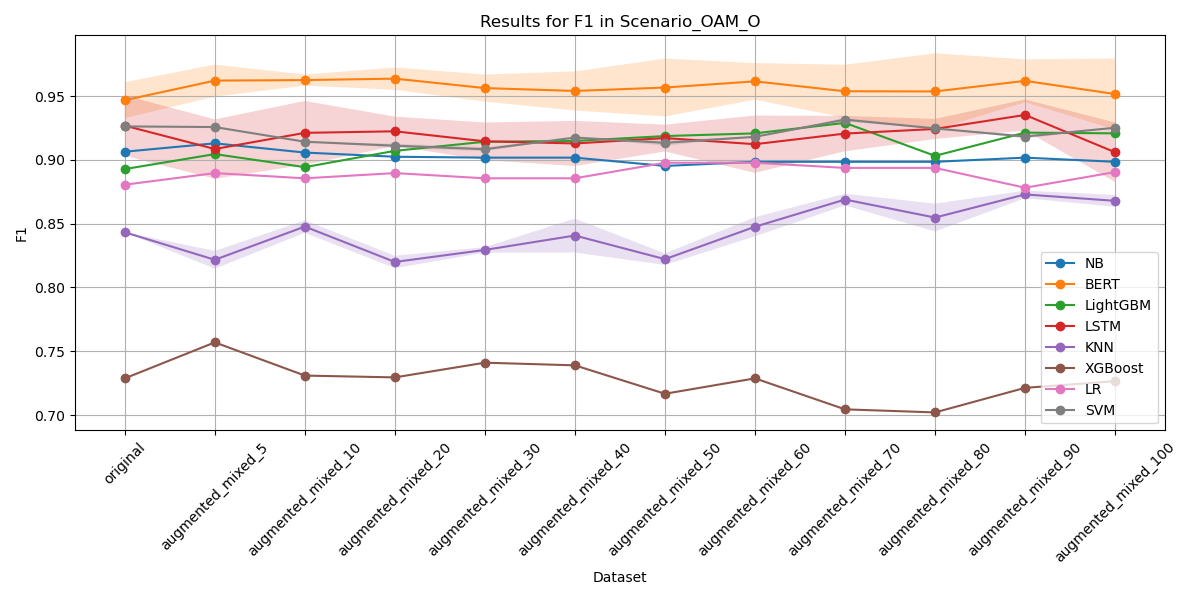 Results for F1 in Scenario_OAM_O
F1
0.95
0.90
0.85
0.80
0.75
0.70
NB
BERT
LightGBM
LSTM
KNN
XGBoost
LR
SVM
original
augmented_mixed_5
augmented_mixed_10
augmented_mixed_20
augmented_mixed_30
augmented_mixed_40
augmented_mixed_50
augmented_mixed_60
augmented_mixed_70
augmented_mixed_80
augmented_mixed_90
augmented_mixed_100
Dataset